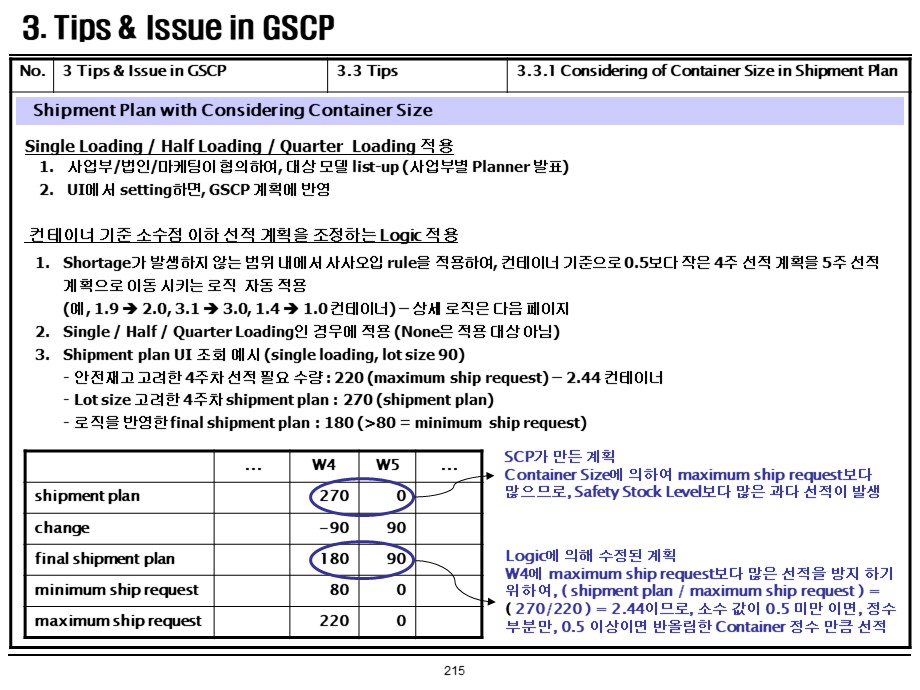 3. Tips & Issue in GSCP
No. 3 Tips & Issue in GSCP 3.3 Tips 3.3.1 Considering of Container Size in Shipment Plan
Shipment Plan with Considering Container Size
Single Loading / Half Loading / Quarter Loading 적용
1. 사업부/법인/마케팅이 협의하여, 대상 모델 list-up (사업부별 Planner 발표)
2. UI에서 setting하면, GSCP 계획에 반영
컨테이너 기준 소수점 이하 선적 계획을 조정하는 Logic 적용
1. Shortage가 발생하지 않는 범위 내에서 사사오입 rule을 적용하여, 컨테이너 기준으로 0.5보다 작은 4주 선적 계획을 5주 선적
계획으로 이동 시키는 로직 자동 적용
(예, 1.9 ➔ 2.0, 3.1 ➔ 3.0, 1.4 ➔ 1.0 컨테이너) – 상세 로직은 다음 페이지
2. Single / Half / Quarter Loading인 경우에 적용 (None은 적용 대상 아님)
3. Shipment plan UI 조회 예시 (single loading, lot size 90)
- 안전재고 고려한 4주차 선적 필요 수량 : 220 (maximum ship request) – 2.44 컨테이너
- Lot size 고려한 4주차 shipment plan : 270 (shipment plan)
- 로직을 반영한 final shipment plan : 180 (>80 = minimum ship request)
... W4 W5 ...
shipment plan 270 0
change -90 90
final shipment plan 180 90
minimum ship request 80 0
maximum ship request 220 0
SCP가 만든 계획
Container Size에 의하여 maximum ship request보다
많으므로, Safety Stock Level보다 많은 과다 선적이 발생
Logic에 의해 수정된 계획
W4에 maximum ship request보다 많은 선적을 방지 하기
위하여, ( shipment plan / maximum ship request ) =
( 270/220 ) = 2.44이므로, 소수 값이 0.5 미만 이면, 정수
부분만, 0.5 이상이면 반올림한 Container 정수 만큼 선적
215